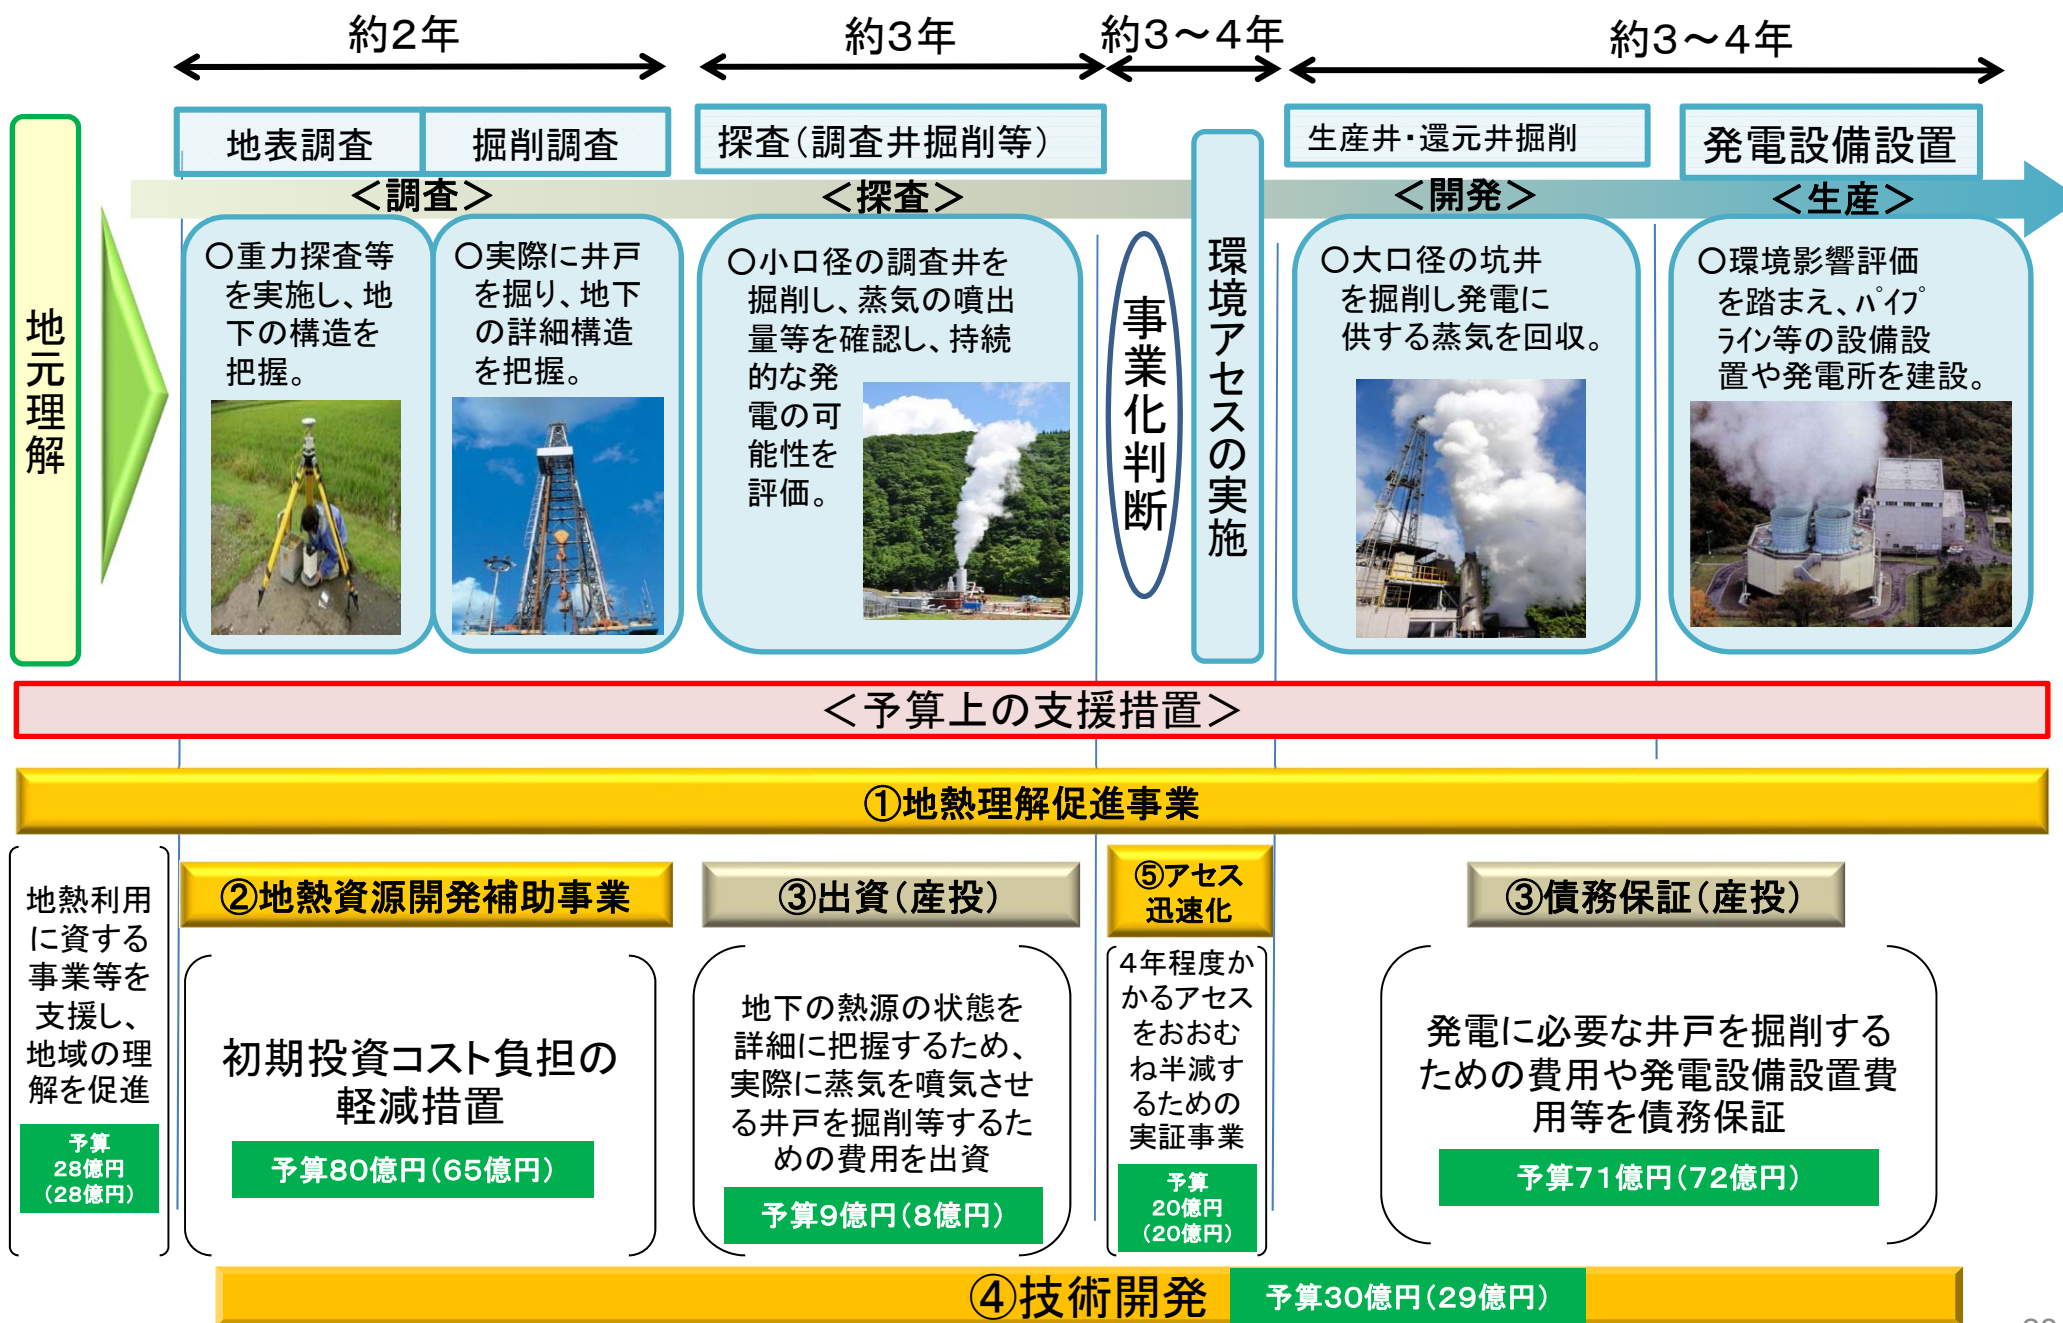 約2年
約3年
約3～4年
約3～4年
地表調査
掘削調査
探査（調査井掘削等）
生産井・還元井掘削
発電設備設置
＜調査＞
＜探査＞
＜開発＞
＜生産＞
地元理解
○重力探査等
を実施し、地
下の構造を
把握。
○実際に井戸
を掘り、地下
の詳細構造
を把握。
○小口径の調査井を
掘削し、蒸気の噴出
量等を確認し、持続
的な発
電の可
能性を
評価。
事業化判断
環境アセスの実施
○大口径の坑井
を掘削し発電に
供する蒸気を回収。
○環境影響評価
を踏まえ、ﾊﾟｲﾌﾟ
ﾗｲﾝ等の設備設
置や発電所を建設。
＜予算上の支援措置＞
①地熱理解促進事業
地熱利用
に資する
事業等を
支援し、
地域の理
解を促進
予算
28億円
（28億円）
②地熱資源開発補助事業
初期投資コスト負担の
軽減措置
予算80億円（65億円）
③出資（産投）
地下の熱源の状態を
詳細に把握するため、
実際に蒸気を噴気させ
る井戸を掘削等するた
めの費用を出資
予算9億円（8億円）
⑤アセス
迅速化
4年程度か
かるアセス
をおおむ
ね半減す
るための
実証事業
予算
20億円
（20億円）
③債務保証（産投）
発電に必要な井戸を掘削する
ための費用や発電設備設置費
用等を債務保証
予算71億円（72億円）
④技術開発
予算30億円（29億円）